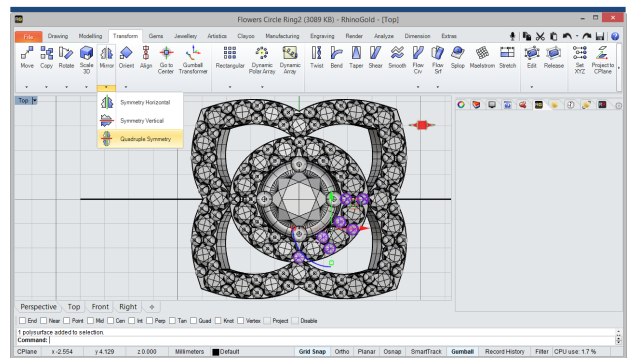 Flowers Circle Ring2 (3089 KB) - RhinoGold - [Top]
File Drawing Modeling Transform Gems Jewellery Artistics Clayoo Manufacturing Engraving Render Analyze Dimension Extras
Move Copy Rotate Scale 3D Mirror Orient Align Go to Center Gumball Transformer Rectangular Dynamic Polar Array Dynamic Array Twist Bend Taper Shear Smooth Flow Crv Flow Srf Splop Maelstrom Stretch Edit Release Set XYZ Project to CPlane
Top
Symmetry Horizontal
Symmetry Vertical
Quadruple Symmetry
Perspective Top Front Right
End Near Point Mid Cen Int Perp Tan Quad Knot Vertex Project Disable
1 polysurface added to selection.
Command:
CPlane x -2.554 y 4.129 z 0.000 Millimeters Default Grid Snap Ortho Planar Osnap SmartTrack Gumball Record History Filter CPU use: 1.7 %